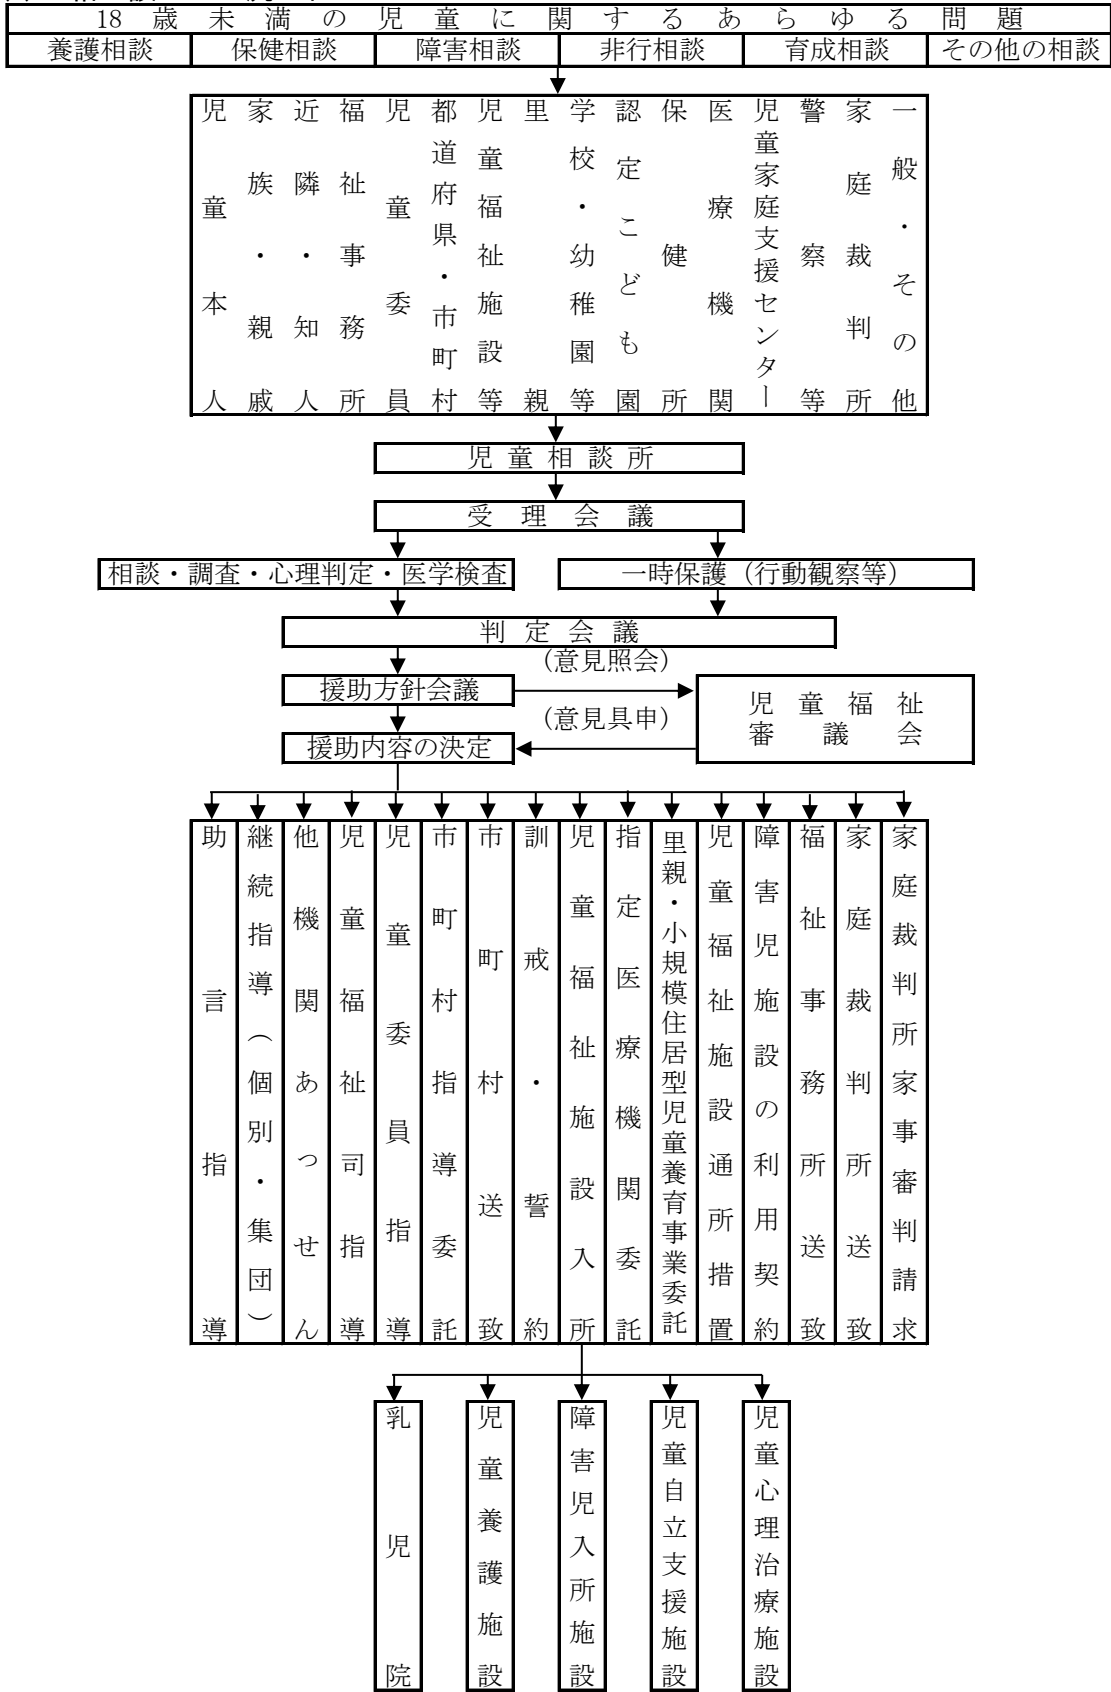 18歳未満の児童に関するあらゆる問題
養護相談
保健相談
障害相談
非行相談
育成相談
その他の相談
児童本人
家族・親戚
近隣・知人
福祉事務所
児童委員
都道府県・市町村
児童福祉施設等
里親
学校・幼稚園等
認定こども園
保健所
医療機関
児童家庭支援センター
警察等
家庭裁判所
一般・その他
児童相談所
受理会議
相談・調査・心理判定・医学検査
一時保護(行動観察等)
判定会議
(意見照会)
援助方針会議
児童福祉
審議会
(意見具申)
援助内容の決定
助言指導
継続指導(個別・集団)
他機関あつせん
児童福祉司指導
児童委員指導
市町村指導委託
市町村送致
訓戒・誓約
児童福祉施設入所
指定医療機関委託
里親・小規模住居型児童養育事業委託
児童福祉施設通所措置
障害児施設の利用契約
福祉事務所送致
家庭裁判所送致
家庭裁判所家事審判請求
乳児院
児童養護施設
障害児入所施設
児童自立支援施設
児童心理治療施設